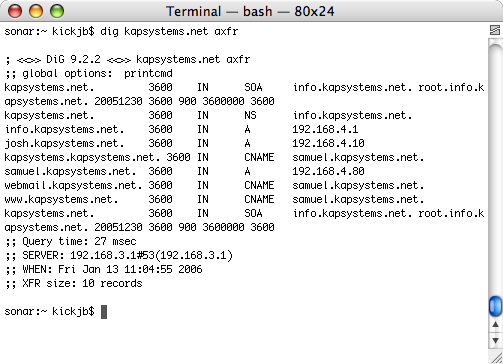 Terminal — bash — 80x24
sonar:~ kickjb$ dig kapsystems.net axfr
; <<>> DiG 9.2.2 <<>> kapsystems.net axfr
;; global options:  printcmd
kapsystems.net. 3600 IN SOA info.kapsystems.net. root.info.k
apsystems.net. 20051230 3600 900 3600000 3600
kapsystems.net. 3600 IN NS info.kapsystems.net.
info.kapsystems.net. 3600 IN A 192.168.4.1
josh.kapsystems.net. 3600 IN A 192.168.4.10
kapsystems.kapsystems.net. 3600 IN CNAME samuel.kapsystems.net.
samuel.kapsystems.net. 3600 IN A 192.168.4.80
webmail.kapsystems.net. 3600 IN CNAME samuel.kapsystems.net.
www.kapsystems.net. 3600 IN CNAME samuel.kapsystems.net.
kapsystems.net. 3600 IN SOA info.kapsystems.net. root.info.k
apsystems.net. 20051230 3600 900 3600000 3600
;; Query time: 27 msec
;; SERVER: 192.168.3.1#53(192.168.3.1)
;; WHEN: Fri Jan 13 11:04:55 2006
;; XFR size: 10 records
sonar:~ kickjb$